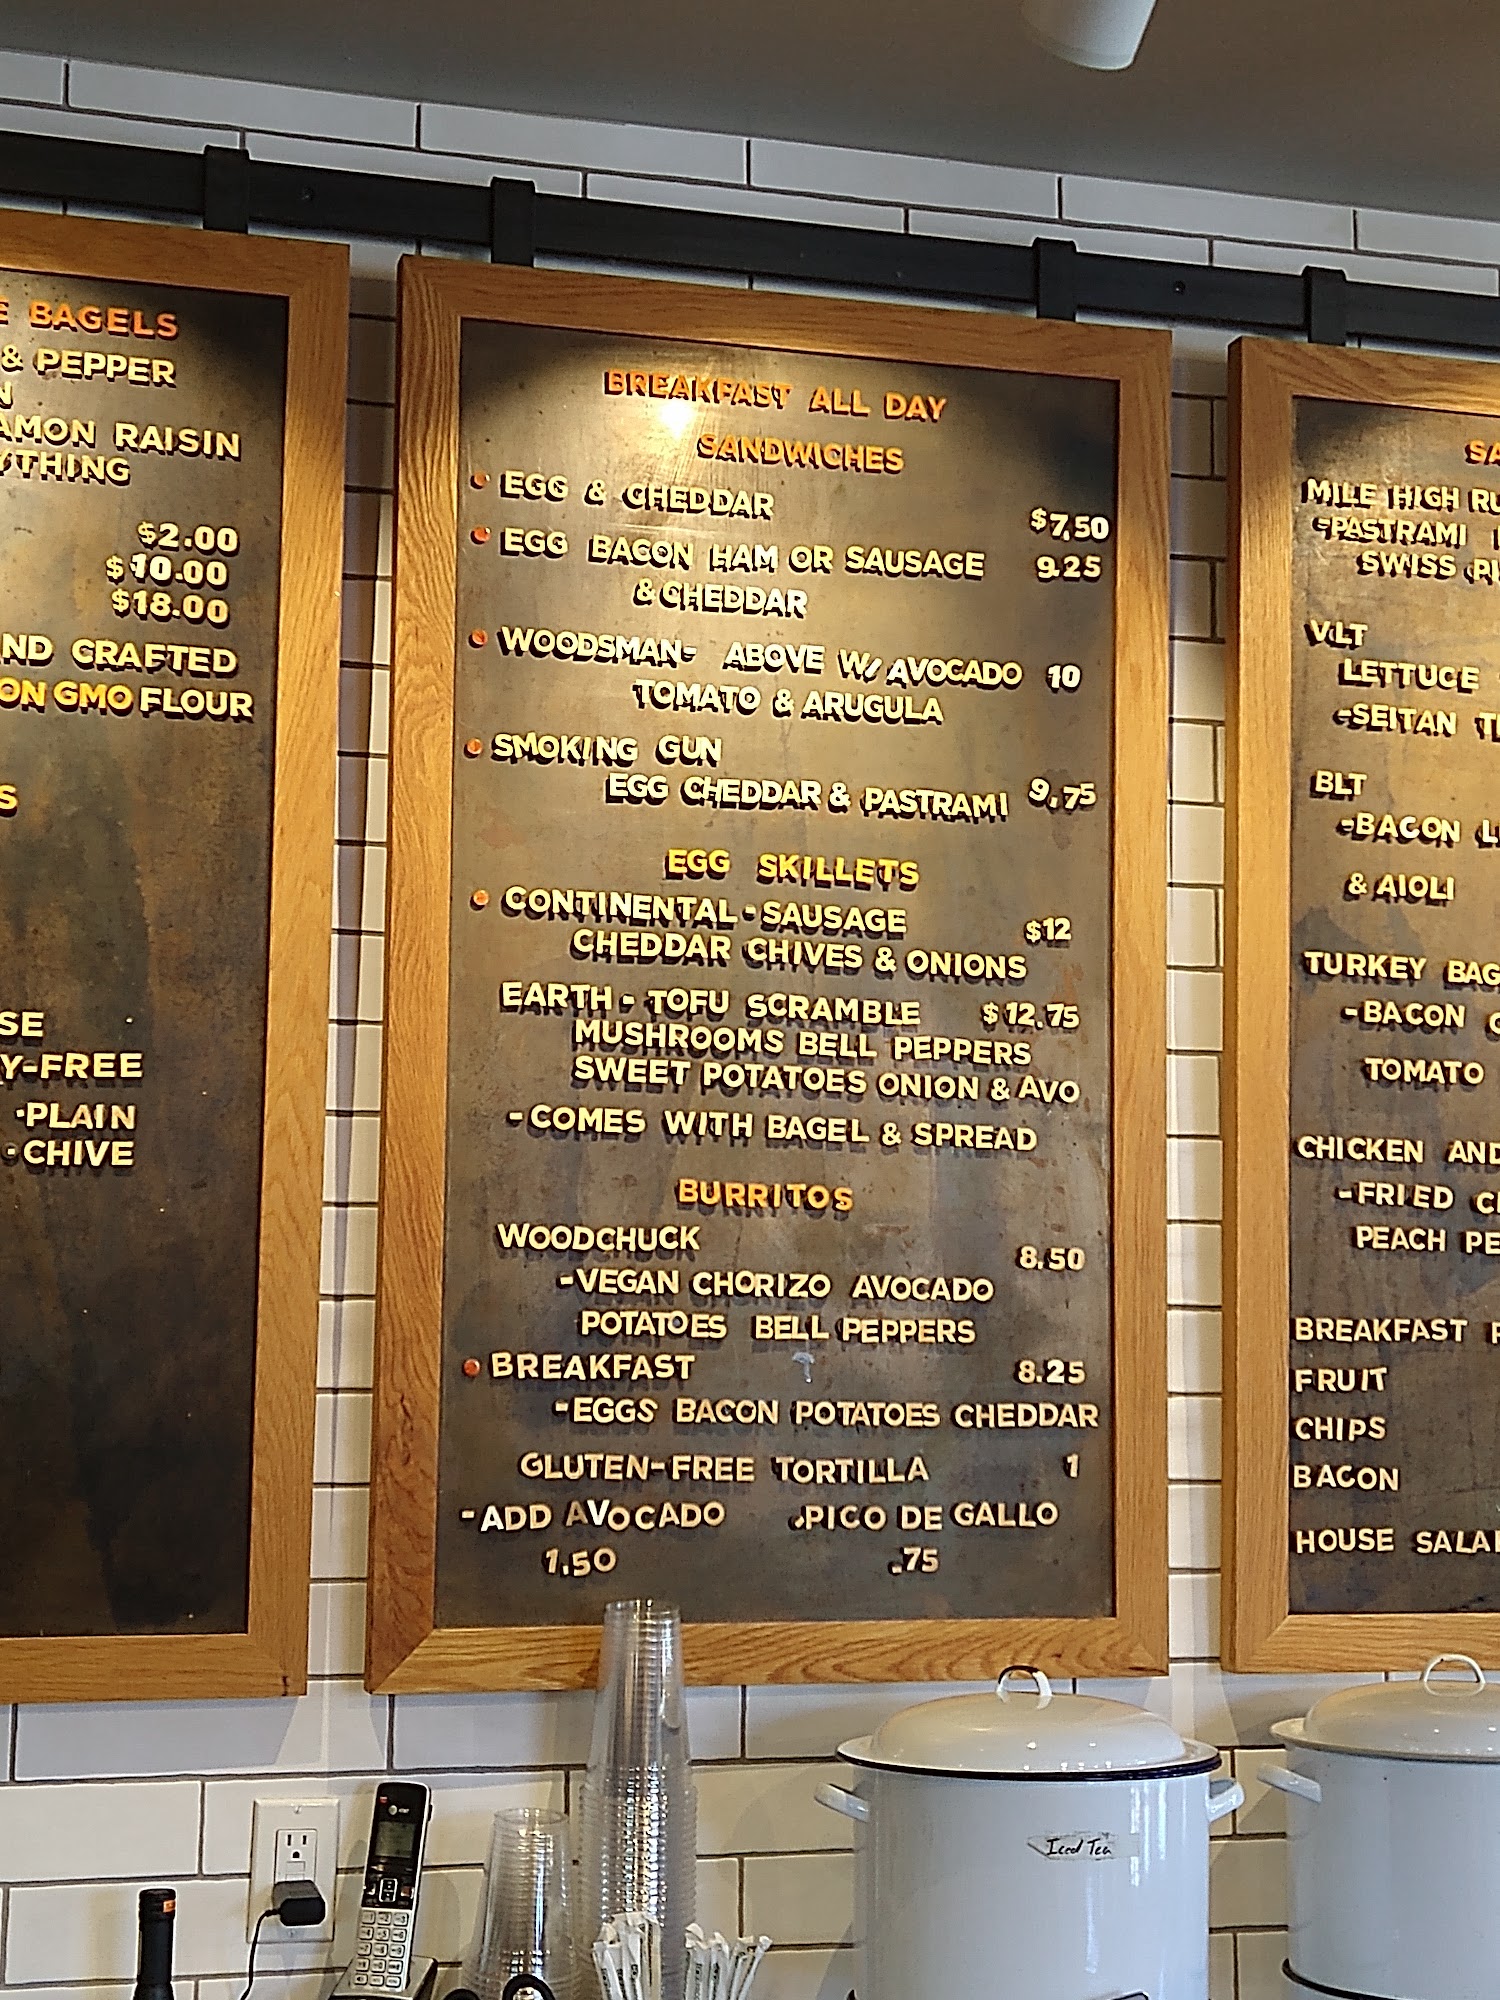 BAGELS
& PEPPER
RAISIN
$2.00
$10.00
$18.00
CRAFTED
GMO FLOUR
-FREE
·PLAIN
·CHIVE
BREAKFAST ALL DAY
SANDWICHES
• EGG & CHEDDAR $7.50
• EGG BACON HAM OR SAUSAGE 9.25
& CHEDDAR
• WOODSMAN- ABOVE W/ AVOCADO 10
TOMATO & ARUGULA
• SMOKING GUN
EGG CHEDDAR & PASTRAMI 9.75
EGG SKILLETS
• CONTINENTAL - SAUSAGE $12
CHEDDAR CHIVES & ONIONS
EARTH - TOFU SCRAMBLE $12.75
MUSHROOMS BELL PEPPERS
SWEET POTATOES ONION & AVO
-COMES WITH BAGEL & SPREAD
BURRITOS
WOODCHUCK 8.50
-VEGAN CHORIZO AVOCADO
POTATOES BELL PEPPERS
• BREAKFAST 8.25
-EGGS BACON POTATOES CHEDDAR
GLUTEN-FREE TORTILLA 1
-ADD AVOCADO .PICO DE GALLO
1.50 .75
MILE HIGH
-PASTRAMI
SWISS
VLT
LETTUCE
-SEITAN
BLT
-BACON
& AIOLI
TURKEY
-BACON
TOMATO
CHICKEN
-FRIED
PEACH
BREAKFAST
FRUIT
CHIPS
BACON
HOUSE
Iced Tea
AT&T